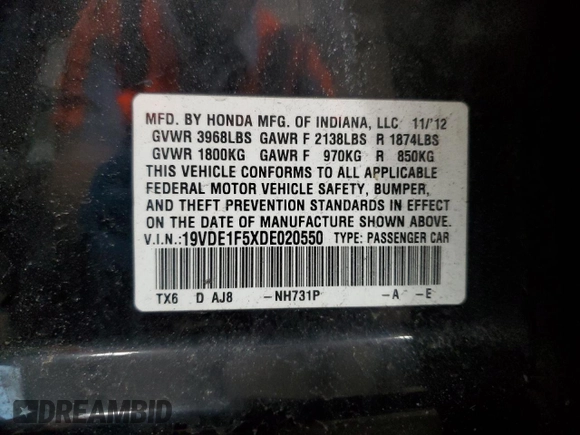 MFD. BY HONDA MFG. OF INDIANA, LLC 11/'12
GVWR 3968LBS GAWR F 2138LBS R 1874LBS
GVWR 1800KG GAWR F 970KG R 850KG
THIS VEHICLE CONFORMS TO ALL APPLICABLE
FEDERAL MOTOR VEHICLE SAFETY, BUMPER,
AND THEFT PREVENTION STANDARDS IN EFFECT
ON THE DATE OF MANUFACTURE SHOWN ABOVE.
V.I.N.:19VDE1F5XDE020550 TYPE: PASSENGER CAR
TX6 D AJ8 -NH731P -A -E
DREAMBID